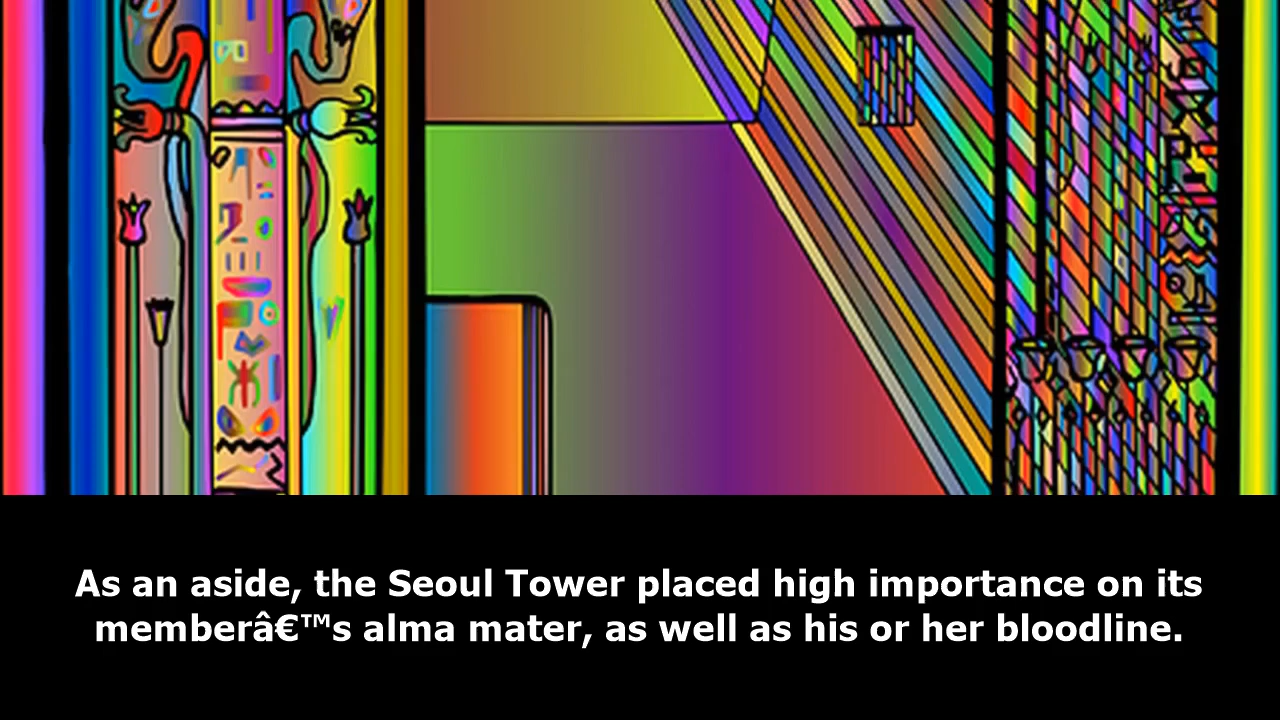 As an aside, the Seoul Tower placed high importance on its
memberâ€™s alma mater, as well as his or her bloodline.